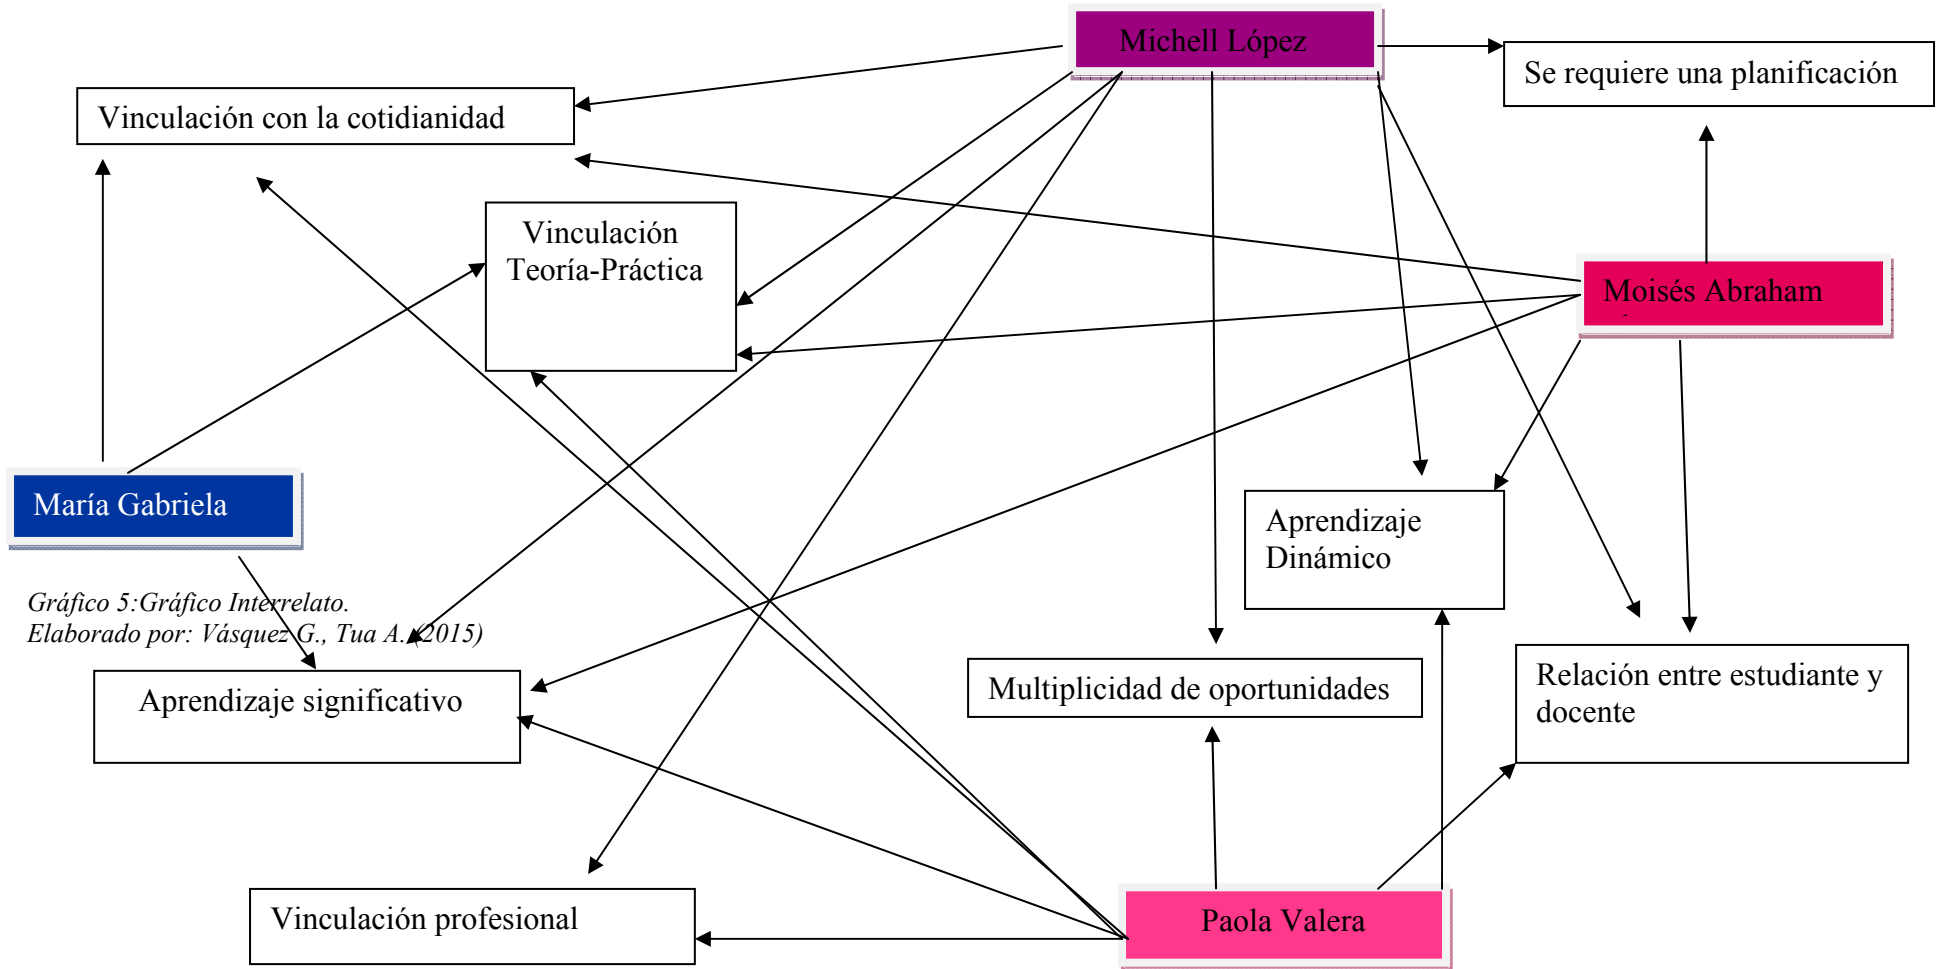 Michell López
Se requiere una planificación
Vinculación con la cotidianidad
Vinculación
Teoría-Práctica
Moisés Abraham
María Gabriela
Aprendizaje
Dinámico
Gráfico 5:Gráfico Interrelato.
Elaborado por: Vásquez G., Tua A. (2015)
Aprendizaje significativo
Multiplicidad de oportunidades
Relación entre estudiante y
docente
Vinculación profesional
Paola Valera